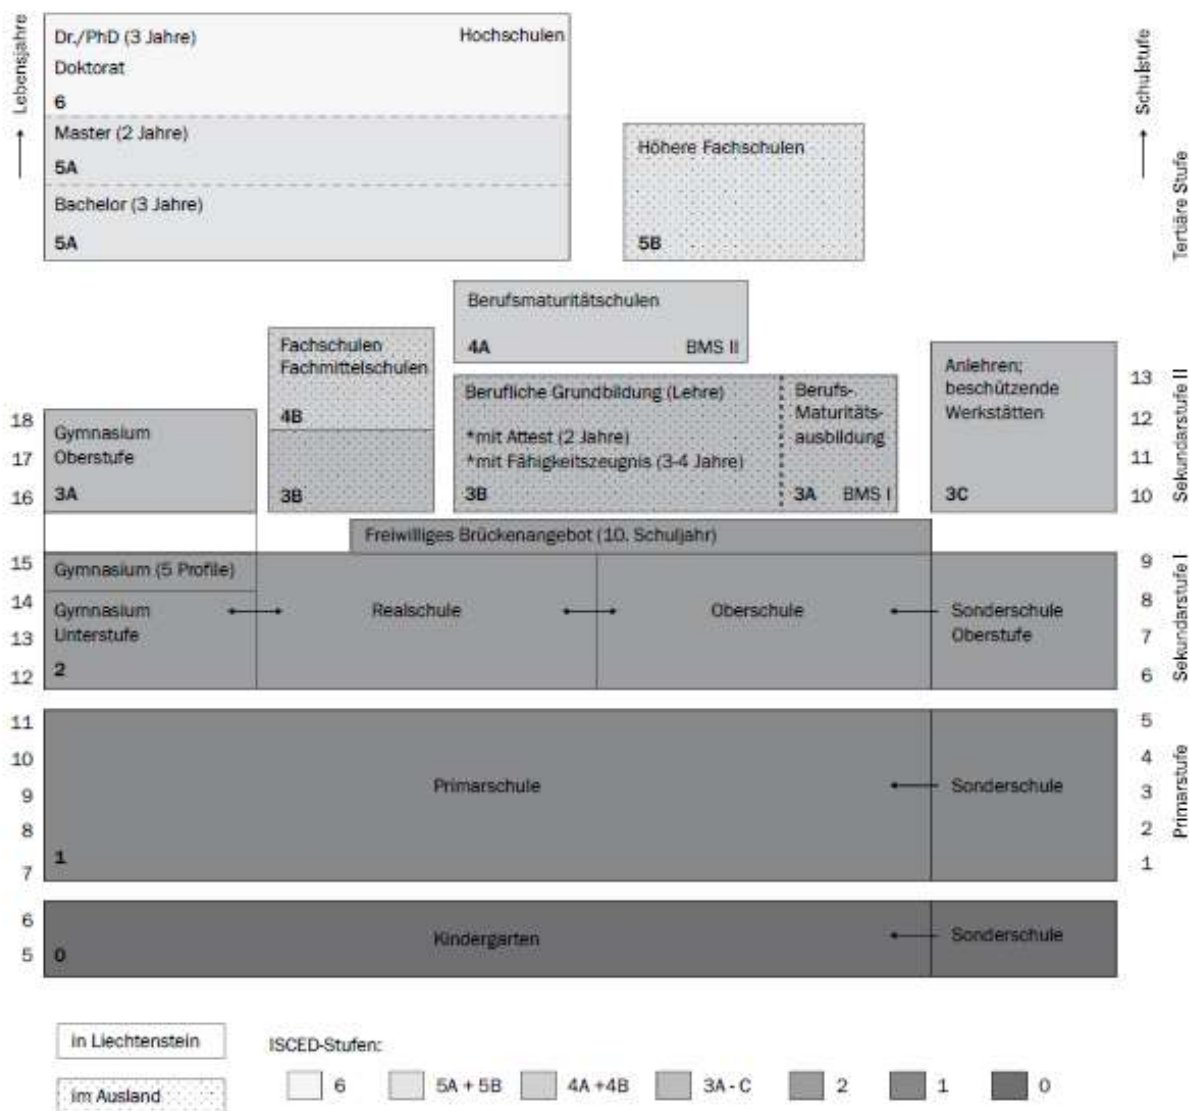 Lebensjahre
Dr./PhD (3 Jahre)
Hochschulen
Doktorat
6
Master (2 Jahre)
5A
Bachelor (3 Jahre)
5A
Höhere Fachschulen
5B
Schulstufe
Tertiäre Stufe
Berufsmaturitätschulen
4A
BMS II
Fachschulen
Fachmittelschulen
4B
3B
Berufliche Grundbildung (Lehre)
*mit Attest (2 Jahre)
*mit Fähigkeitszeugnis (3-4 Jahre)
3B
Berufs-
Maturitäts-
ausbildung
3A BMS I
Anlehren;
beschützende
Werkstätten
3C
13
12
11
10
Sekundarstufe II
18
17
16
Gymnasium
Oberstufe
3A
Freiwilliges Brückenangebot (10. Schuljahr)
15
14
13
12
Gymnasium (5 Profile)
Gymnasium
Unterstufe
2
Realschule
Oberschule
Sonderschule
Oberstufe
9
8
7
6
Sekundarstufe I
11
10
9
8
7
1
Primarschule
Sonderschule
5
4
3
2
1
Primarstufe
6
5
0
Kindergarten
Sonderschule
in Liechtenstein
im Ausland
ISCED-Stufen:
6
5A + 5B
4A +4B
3A - C
2
1
0